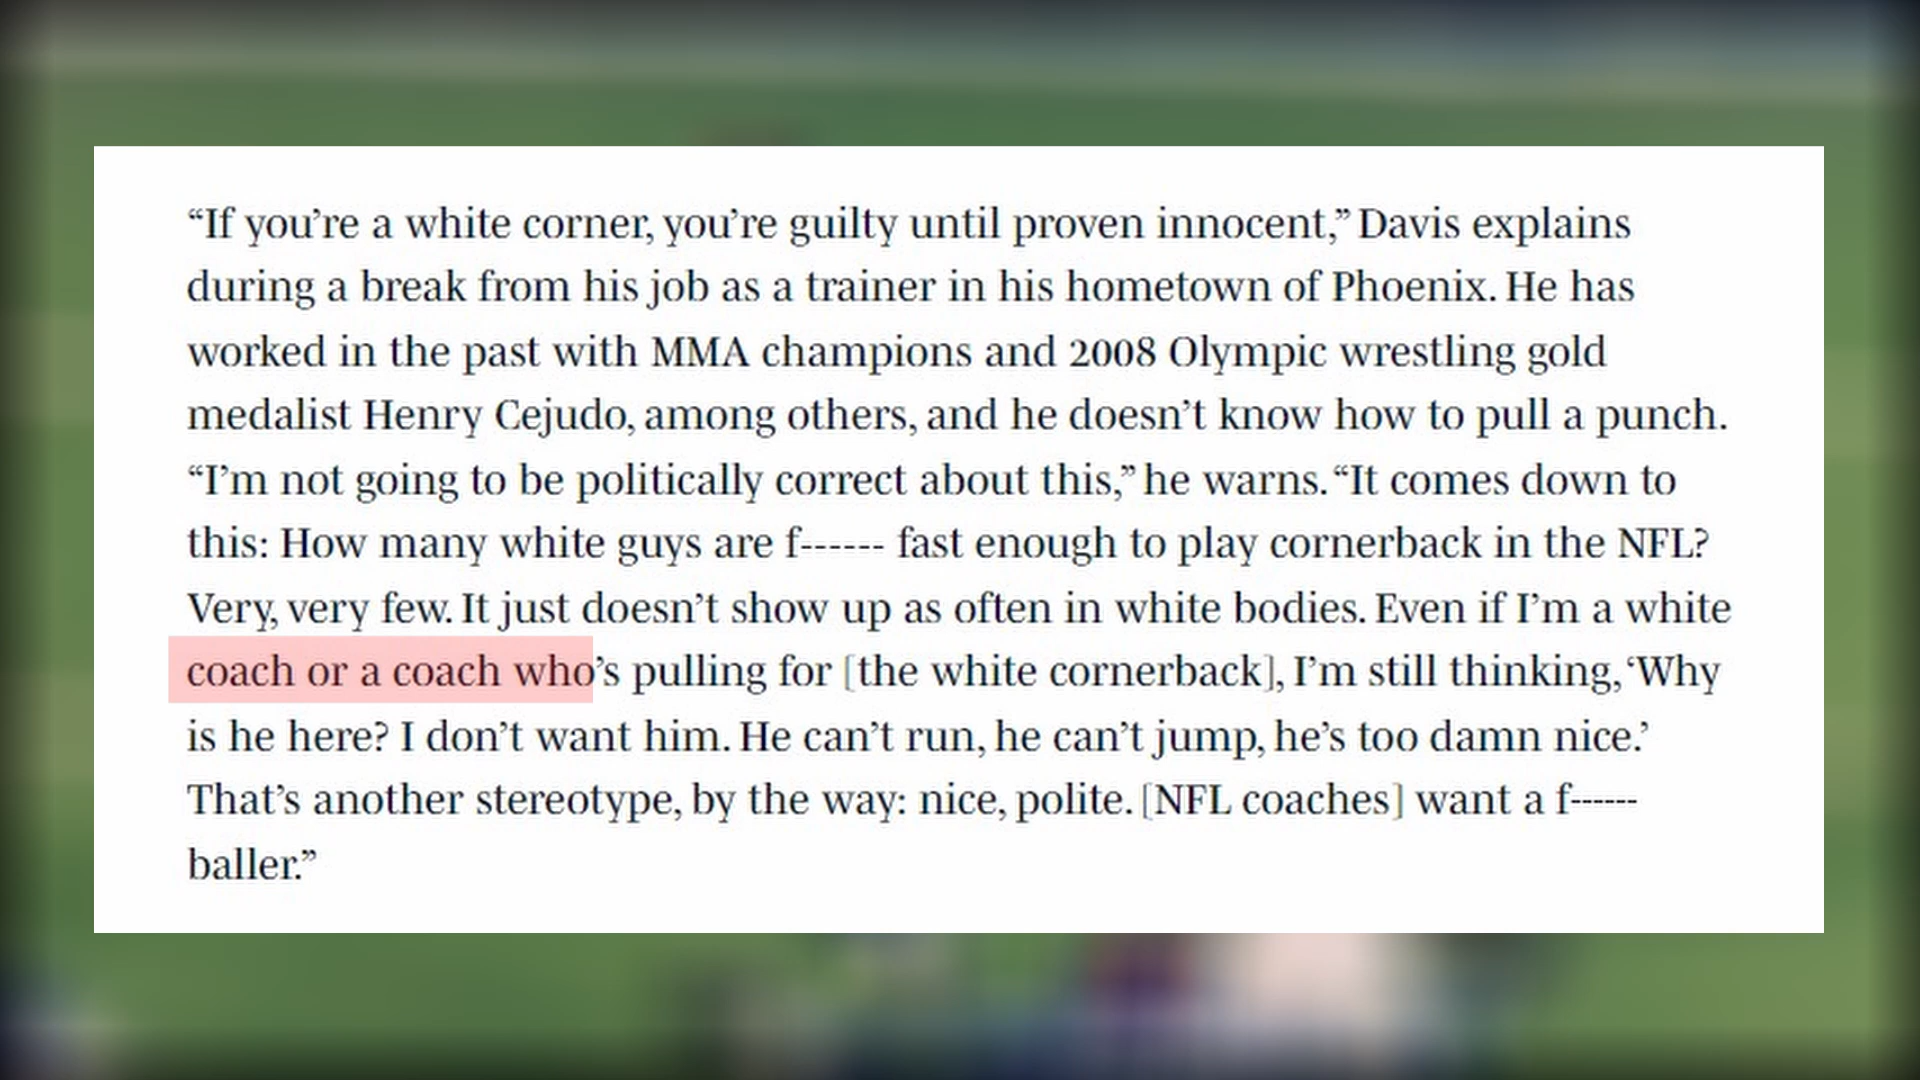 “If you’re a white corner, you’re guilty until proven innocent,” Davis explains
during a break from his job as a trainer in his hometown of Phoenix. He has
worked in the past with MMA champions and 2008 Olympic wrestling gold
medalist Henry Cejudo, among others, and he doesn’t know how to pull a punch.
“I’m not going to be politically correct about this,” he warns. “It comes down to
this: How many white guys are f------ fast enough to play cornerback in the NFL?
Very, very few. It just doesn’t show up as often in white bodies. Even if I’m a white
coach or a coach who’s pulling for [the white cornerback], I’m still thinking, ‘Why
is he here? I don’t want him. He can’t run, he can’t jump, he’s too damn nice.’
That’s another stereotype, by the way: nice, polite. [NFL coaches] want a f------
baller.”